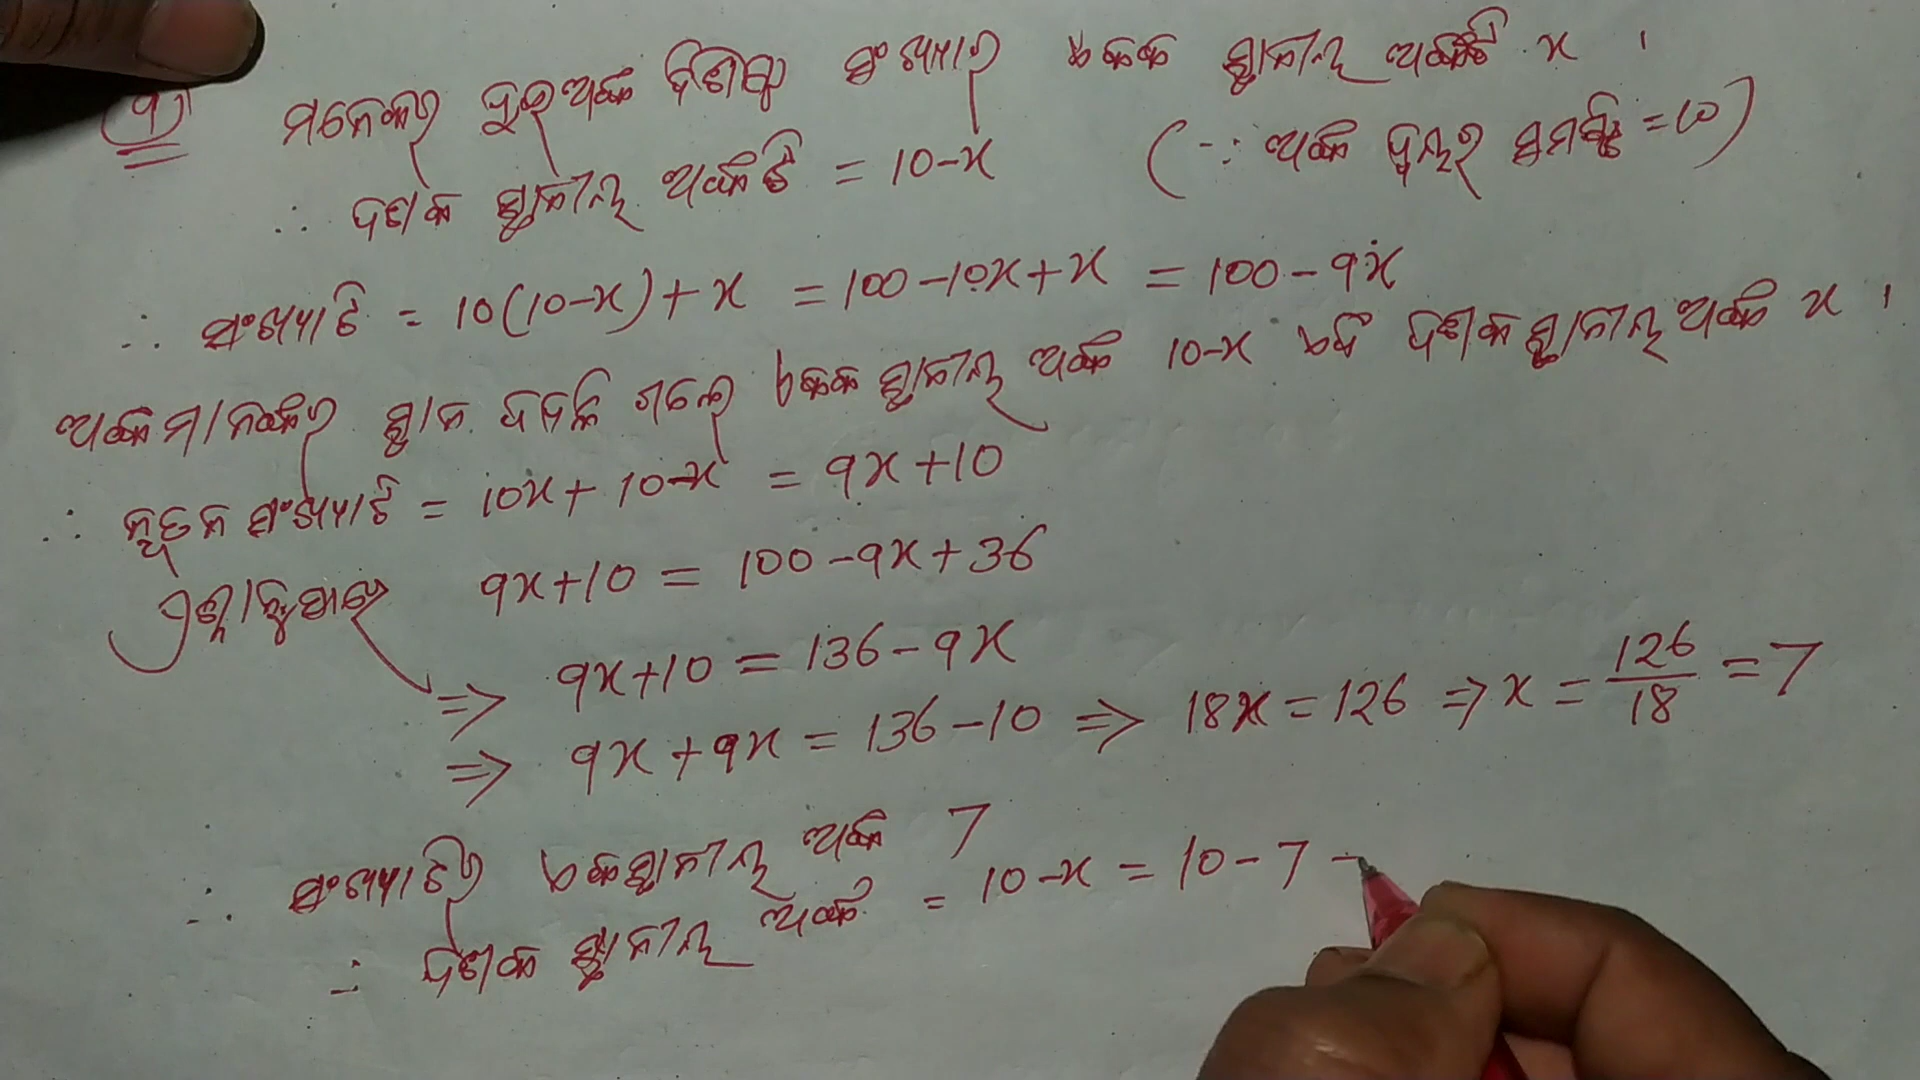 (୩) ମନେକର ଦୁଇଅଙ୍କ ବିଶିଷ୍ଟ ସଂଖ୍ୟାର ଏକକ ସ୍ଥାନୀୟ ଅଙ୍କଟି x ।
∴ ଦଶକ ସ୍ଥାନୀୟ ଅଙ୍କଟି = 10-x (∵ ଅଙ୍କ ଦ୍ୱୟର ସମଷ୍ଟି =10)
∴ ସଂଖ୍ୟାଟି = 10(10-x)+x = 100-10x+x = 100-9x
ଅଙ୍କମାନଙ୍କର ସ୍ଥାନ ବଦଳି ଗଲେ ଏକକ ସ୍ଥାନୀୟ ଅଙ୍କ 10-x ଏବଂ ଦଶକ ସ୍ଥାନୀୟ ଅଙ୍କ x ।
∴ ନୂତନ ସଂଖ୍ୟାଟି = 10x+10-x = 9x+10
ପ୍ରଶ୍ନାନୁସାରେ 9x+10 = 100-9x+36
⇒ 9x+10 = 136-9x
⇒ 9x+9x = 136-10 ⇒ 18x = 126 ⇒ x = 126/18 = 7
∴ ସଂଖ୍ୟାଟିର ଏକକସ୍ଥାନୀୟ ଅଙ୍କ 7
∴ ଦଶକ ସ୍ଥାନୀୟ ଅଙ୍କ = 10-x = 10-7